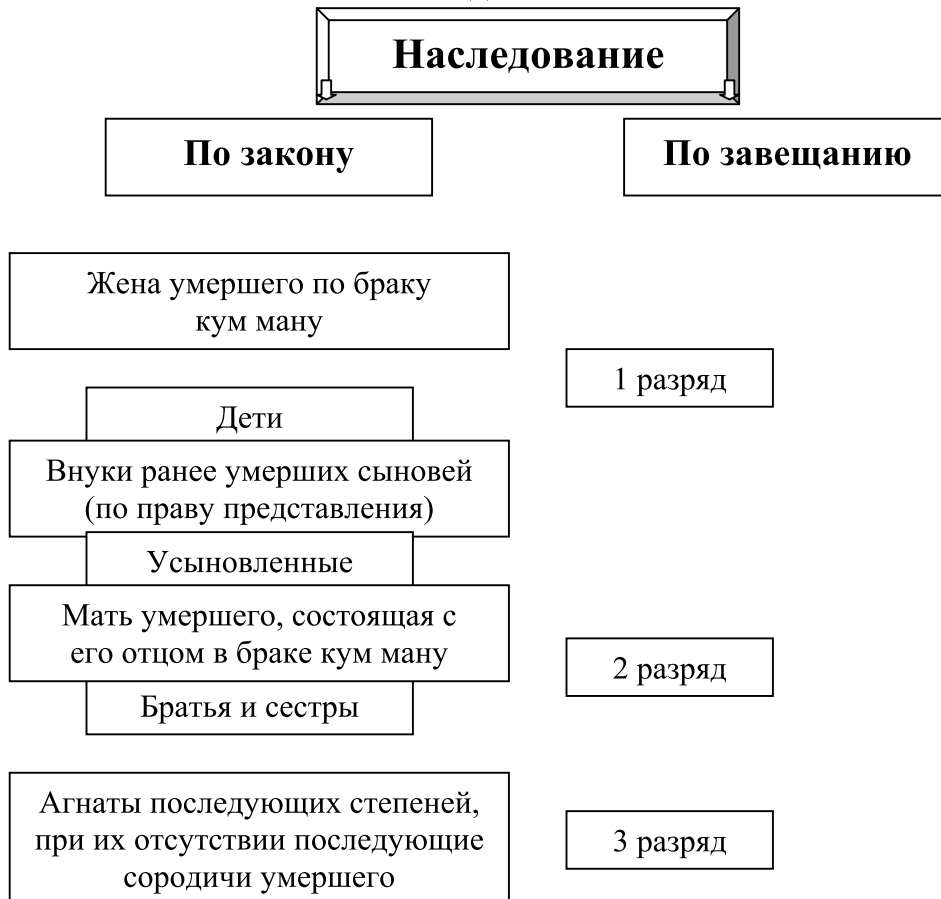 Наследование
По закону
По завещанию
Жена умершего по браку
кум ману
1 разряд
Дети
Внуки ранее умерших сыновей
(по праву представления)
Усыновленные
Мать умершего, состоящая с
его отцом в браке кум ману
2 разряд
Братья и сестры
Агнаты последующих степеней,
при их отсутствии последующие
сородичи умершего
3 разряд